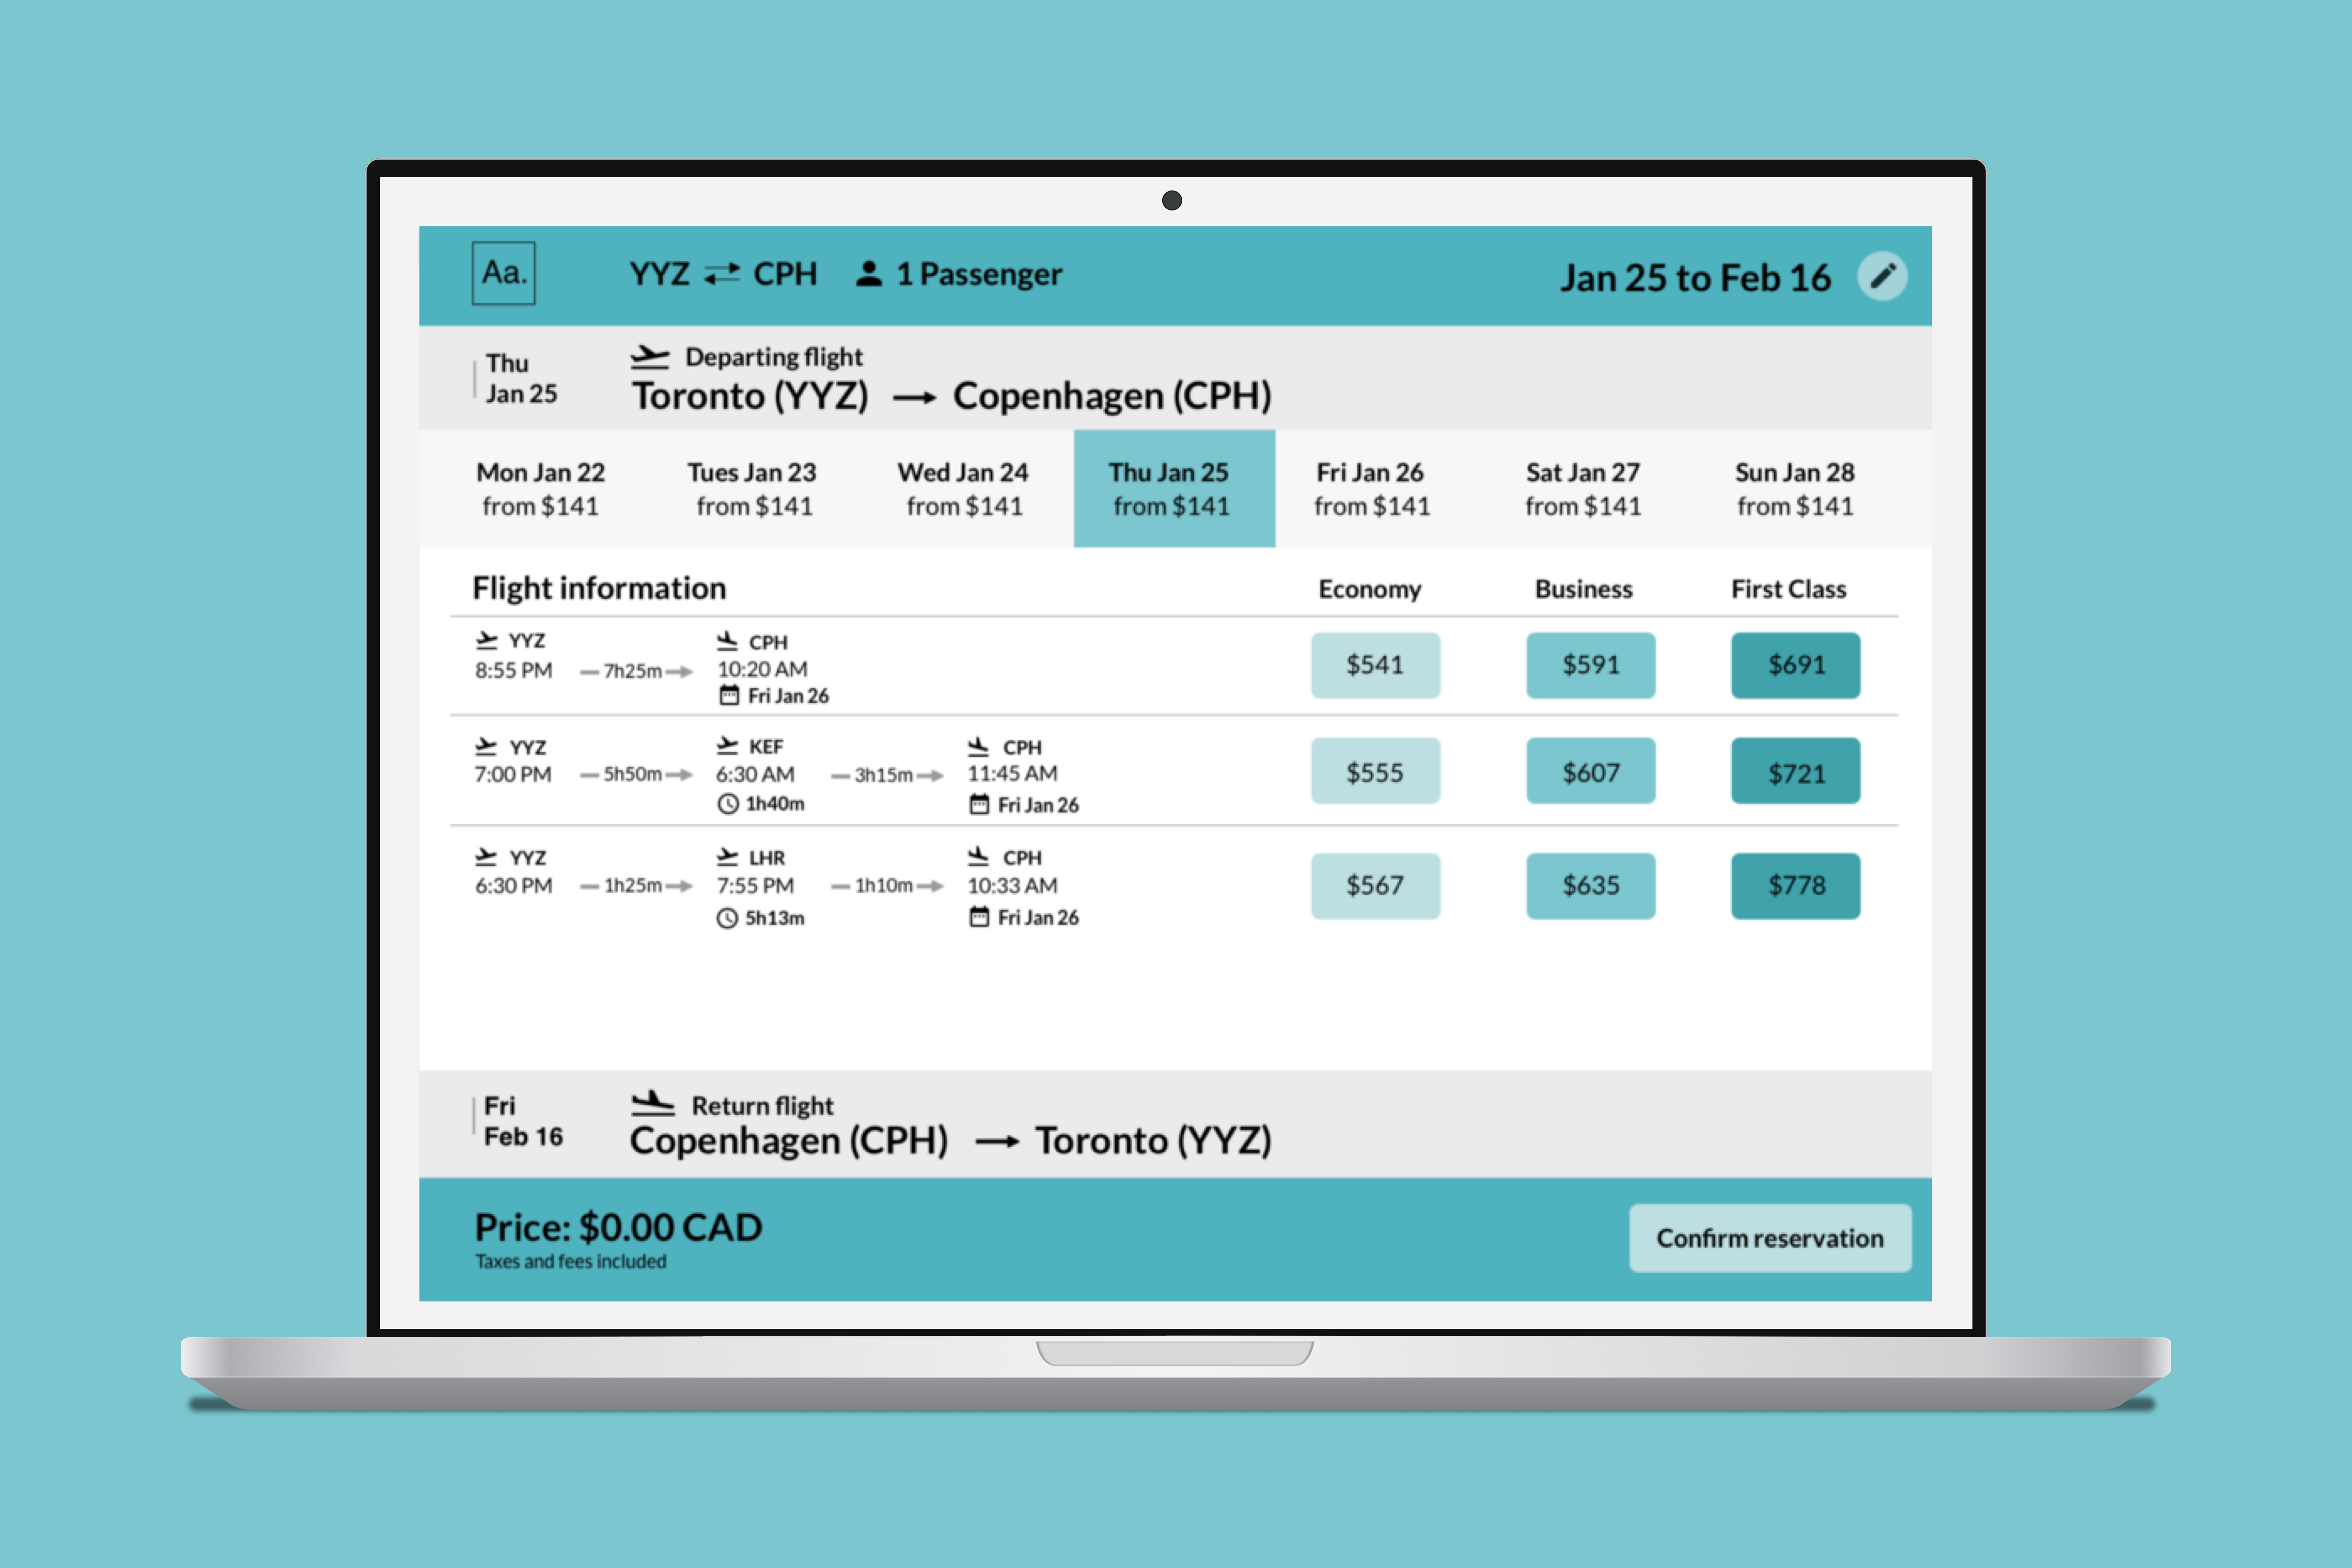 Aa.
YYZ CPH 1 Passenger
Jan 25 to Feb 16
Thu
Jan 25
Departing flight
Toronto (YYZ) → Copenhagen (CPH)
Mon Jan 22
from $141
Tues Jan 23
from $141
Wed Jan 24
from $141
Thu Jan 25
from $141
Fri Jan 26
from $141
Sat Jan 27
from $141
Sun Jan 28
from $141
Flight information Economy Business First Class
YYZ
8:55 PM
7h25m
CPH
10:20 AM
Fri Jan 26
$541 $591 $691
YYZ
7:00 PM
5h50m
KEF
6:30 AM
1h40m
3h15m
CPH
11:45 AM
Fri Jan 26
$555 $607 $721
YYZ
6:30 PM
1h25m
LHR
7:55 PM
5h13m
1h10m
CPH
10:33 AM
Fri Jan 26
$567 $635 $778
Fri
Feb 16
Return flight
Copenhagen (CPH) → Toronto (YYZ)
Price: $0.00 CAD
Taxes and fees included
Confirm reservation